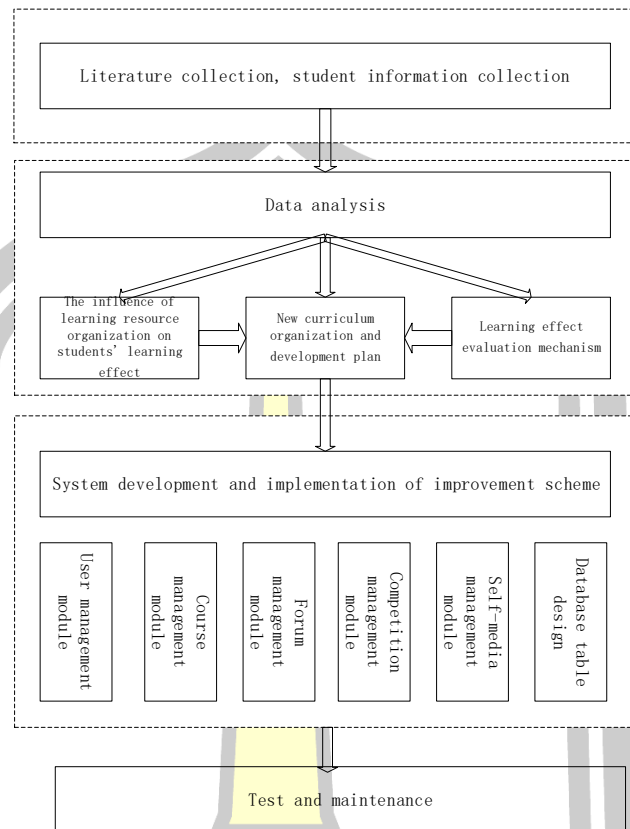 Literature collection, student information collection
Data analysis
The influence of
learning resource
organization on
students' learning
effect
New curriculum
organization and
development plan
Learning effect
evaluation mechanism
System development and implementation of improvement scheme
User management
module
Course
management
module
Forum
management
module
Competition
management
module
Self-media
management
module
Database table
design
Test and maintenance